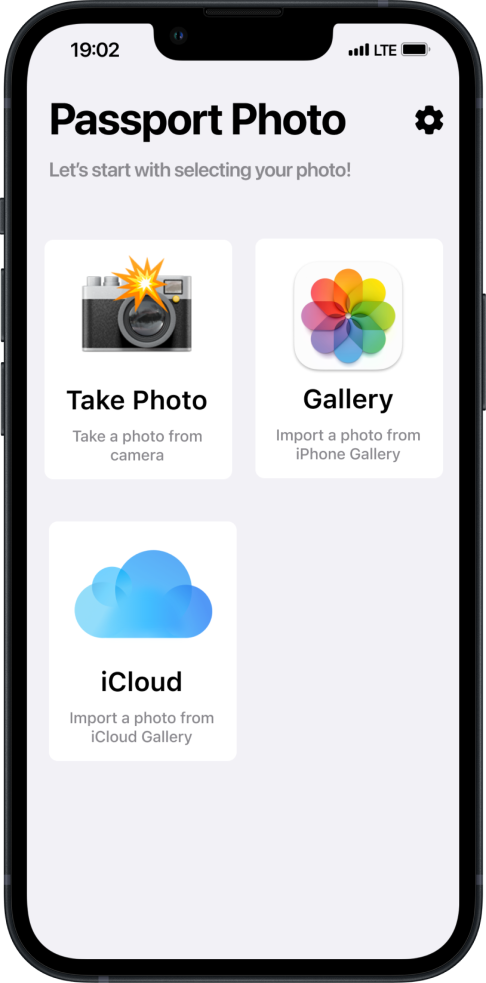 19:02
LTE
Passport Photo
Let's start with selecting your photo!
Take Photo
Take a photo from
camera
Gallery
Import a photo from
iPhone Gallery
iCloud
Import a photo from
iCloud Gallery